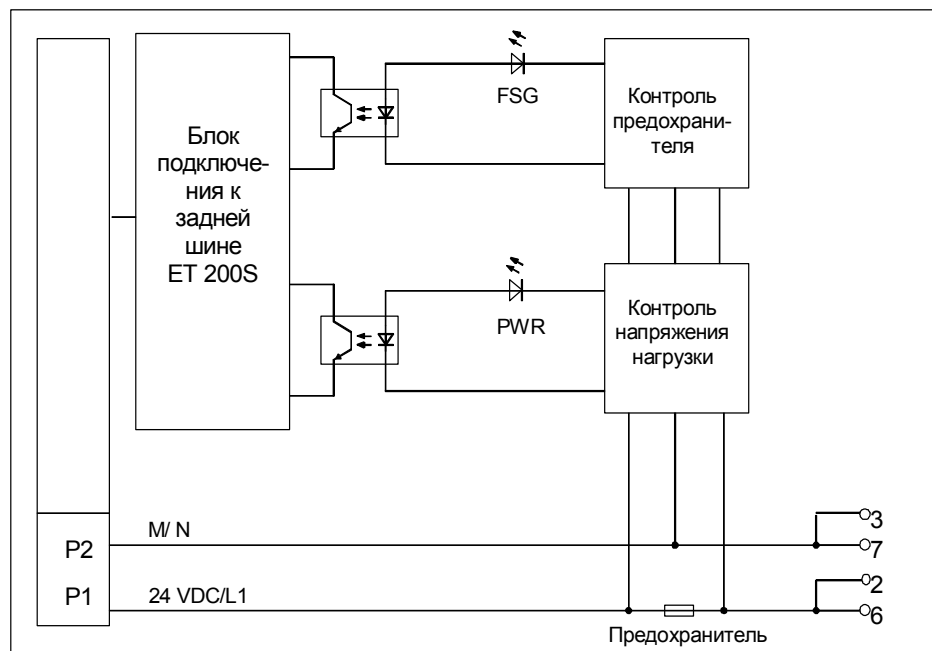 Блок
подключе-
ния к
задней
шине
ET 200S
FSG
Контроль
предохрани-
теля
PWR
Контроль
напряжения
нагрузки
M/ N
P2
3
7
24 VDC/L1
P1
2
6
Предохранитель